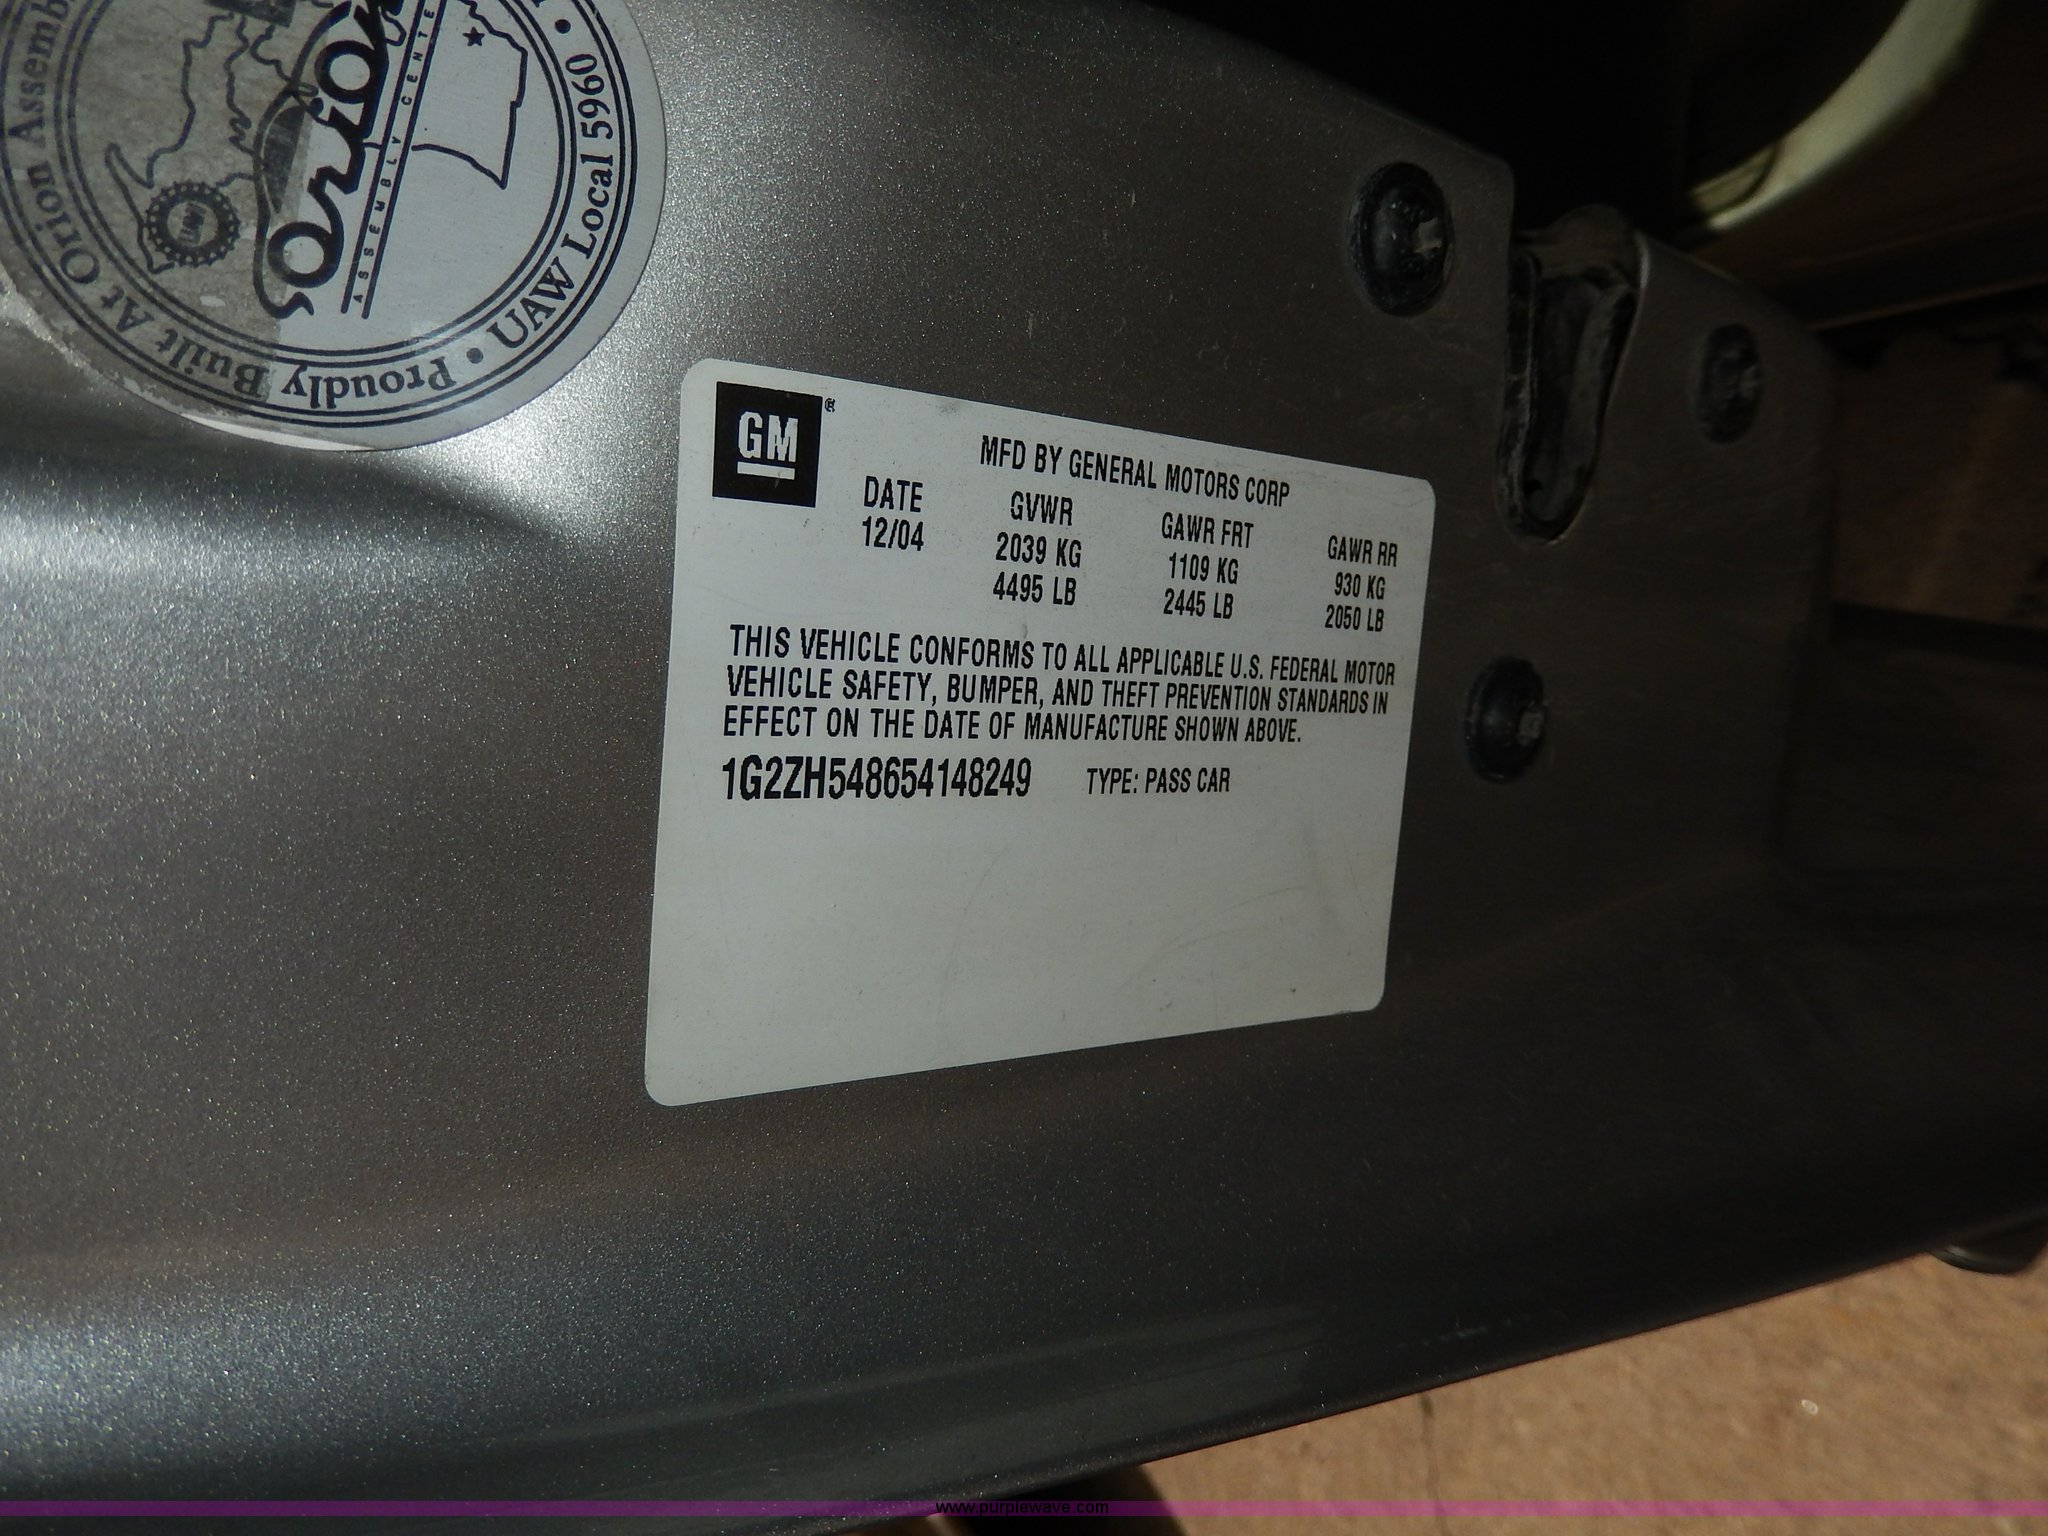 Proudly Built At Orion Assemb
UAW Local 5960
orion
ASSEMBLY CENTE
UAW
GM
MFD BY GENERAL MOTORS CORP
DATE GVWR GAWR FRT GAWR RR
12/04 2039 KG 1109 KG 930 KG
4495 LB 2445 LB 2050 LB
THIS VEHICLE CONFORMS TO ALL APPLICABLE U.S. FEDERAL MOTOR
VEHICLE SAFETY, BUMPER, AND THEFT PREVENTION STANDARDS IN
EFFECT ON THE DATE OF MANUFACTURE SHOWN ABOVE.
1G2ZH548654148249 TYPE: PASS CAR
www.purplewave.com